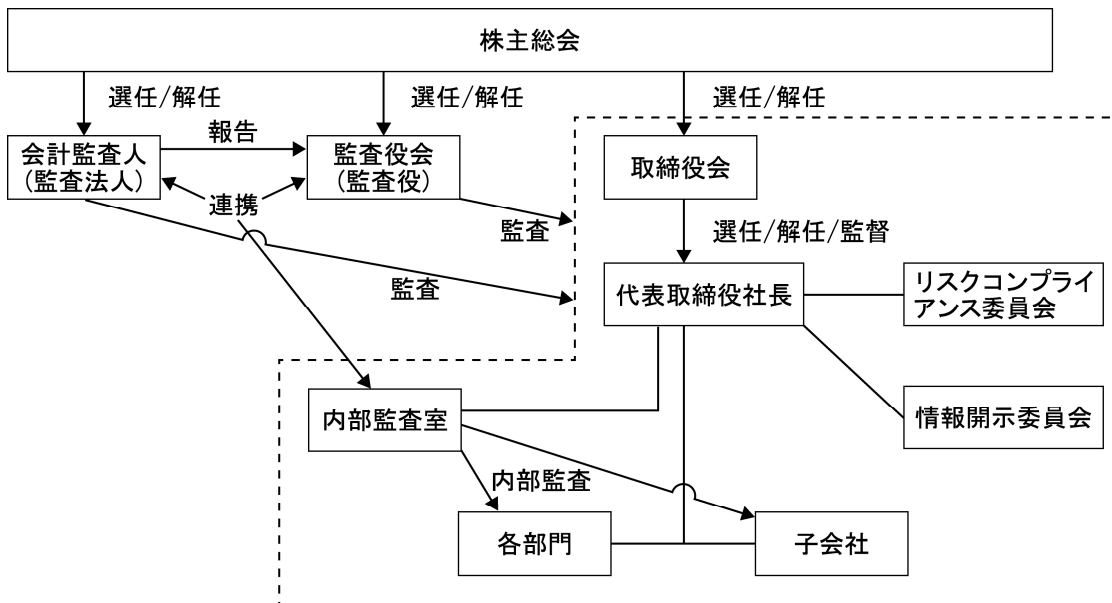 株主総会
選任/解任
選任/解任
選任/解任
報告
会計監査人
(監査法人)
監査役会
(監査役)
取締役会
連携
監査
選任/解任/監督
監査
代表取締役社長
リスクコンプライ
アンス委員会
内部監査室
情報開示委員会
内部監査
各部門
子会社